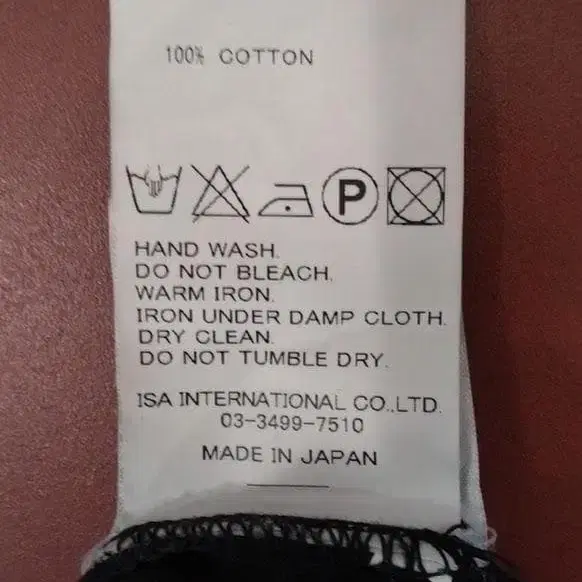 100% COTTON
P
HAND WASH.
DO NOT BLEACH.
WARM IRON.
IRON UNDER DAMP CLOTH.
DRY CLEAN.
DO NOT TUMBLE DRY.
ISA INTERNATIONAL CO.,LTD.
03-3499-7510
MADE IN JAPAN